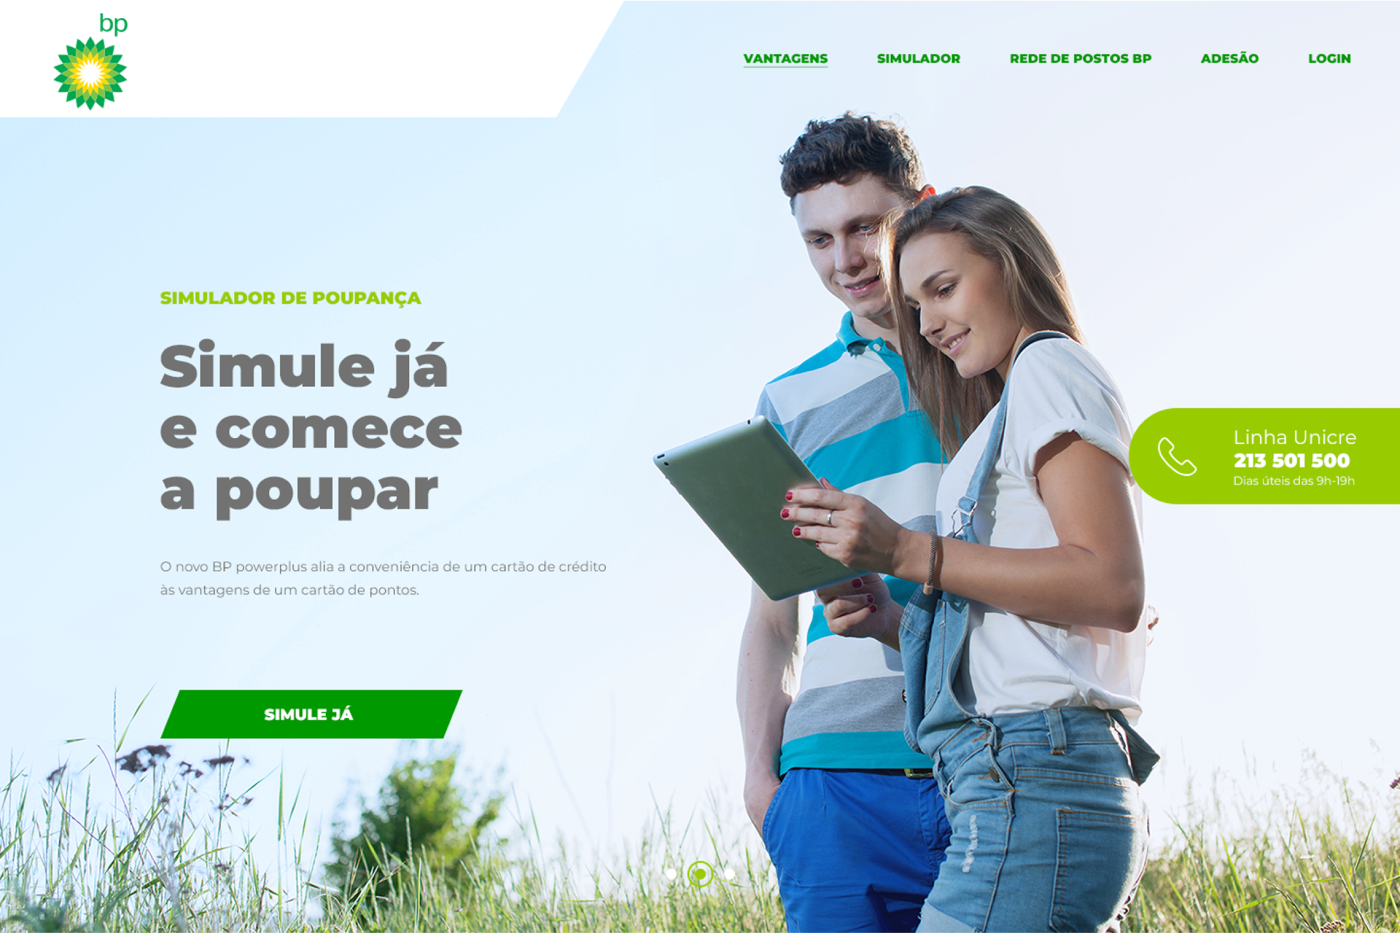 bp
VANTAGENS
SIMULADOR
REDE DE POSTOS BP
ADESÃO
LOGIN
SIMULADOR DE POUPANÇA
Simule já
e comece
a poupar
O novo BP powerplus alia a conveniência de um cartão de crédito
às vantagens de um cartão de pontos.
SIMULE JÁ
Linha Unicre
213 501 500
Dias úteis das 9h-19h